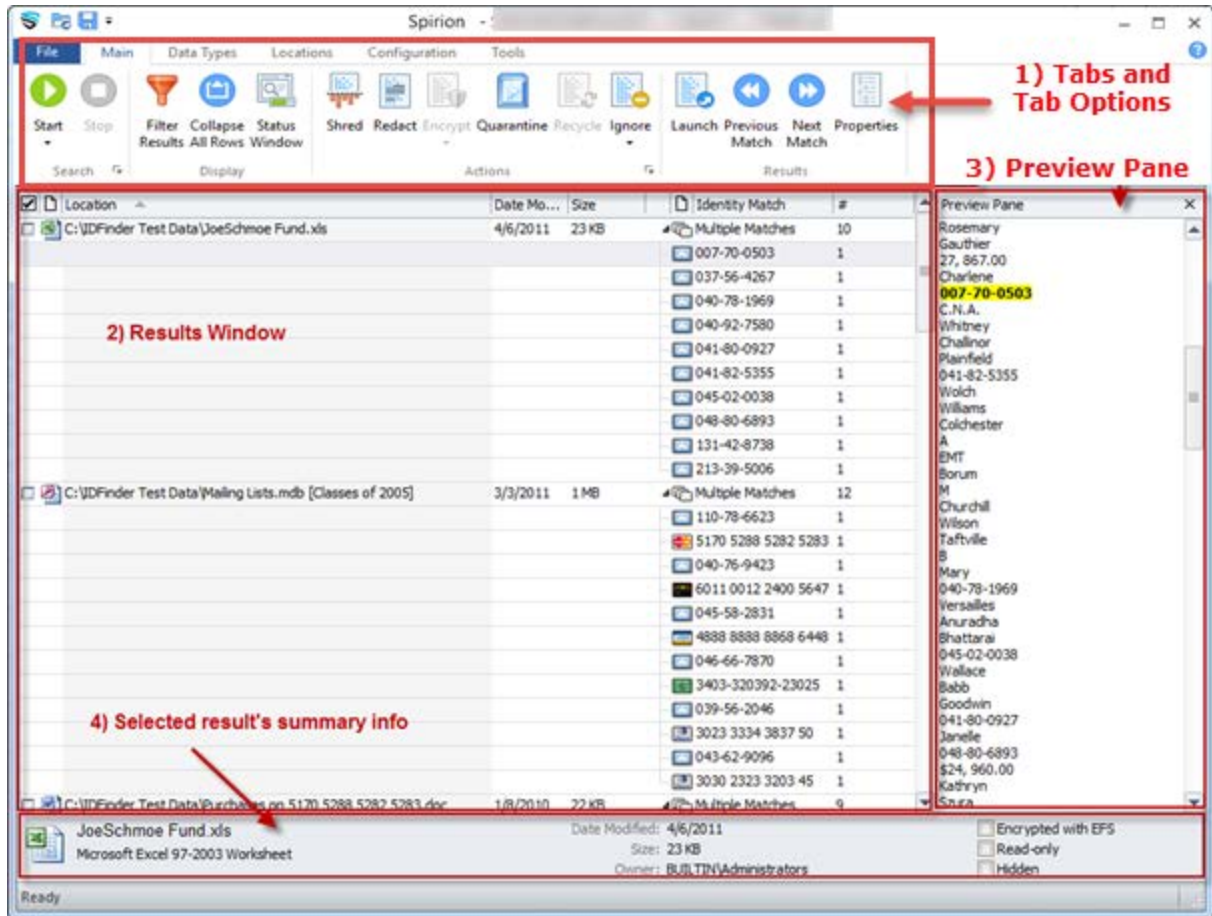 Spirion - 
File Main Data Types Locations Configuration Tools
Start Stop Filter Results Collapse All Rows Status Window Shred Redact Encrypt Quarantine Recycle Ignore Launch Previous Match Next Match Properties
Search Display Actions Results
1) Tabs and
Tab Options
3) Preview Pane
Location Date Mo... Size Identity Match # Preview Pane
C:\IDFinder Test Data\JoeSchmoe Fund.xls 4/6/2011 23 KB Multiple Matches 10
007-70-0503 1
037-56-4267 1
040-78-1969 1
040-92-7580 1
041-80-0927 1
041-82-5355 1
045-02-0038 1
048-80-6893 1
131-42-8738 1
213-39-5006 1
2) Results Window
C:\IDFinder Test Data\Mailing Lists.mdb [Classes of 2005] 3/3/2011 1 MB Multiple Matches 12
110-78-6623 1
5170 5288 5282 5283 1
040-76-9423 1
6011 0012 2400 5647 1
045-58-2831 1
4888 8888 8868 6448 1
046-66-7870 1
3403-320392-23025 1
039-56-2046 1
3023 3334 3837 50 1
043-62-9096 1
3030 2323 3203 45 1
C:\IDFinder Test Data\Purchases on 5170 5288 5282 5283.doc 1/8/2010 22 KB Multiple Matches 9
Rosemary
Gauthier
27, 867.00
Charlene
007-70-0503
C.N.A.
Whitney
Challinor
Plainfield
041-82-5355
Wolch
Williams
Colchester
A
EMT
Borum
M
Churchill
Wilson
Taftville
B
Mary
040-78-1969
Versailles
Anuradha
Bhattarai
045-02-0038
Wallace
Babb
Goodwin
041-80-0927
Janelle
048-80-6893
$24, 960.00
Kathryn
Szura
4) Selected result's summary info
JoeSchmoe Fund.xls
Microsoft Excel 97-2003 Worksheet
Date Modified: 4/6/2011
Size: 23 KB
Owner: BUILTIN\Administrators
Encrypted with EFS
Read-only
Hidden
Ready